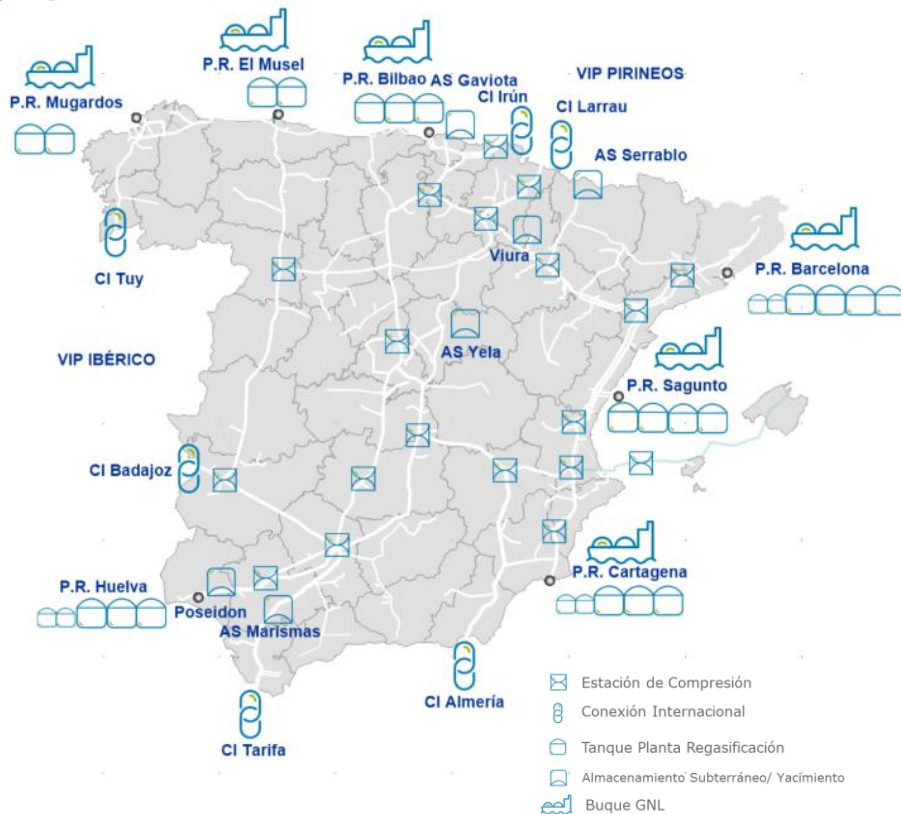 P.R. El Musel
P.R. Mugardos
P.R. Bilbao
AS Gaviota
CI Irún
VIP PIRINEOS
CI Larrau
AS Serrablo
CI Tuy
Viura
P.R. Barcelona
AS Yela
VIP IBÉRICO
P.R. Sagunto
CI Badajoz
P.R. Huelva
Poseidon
AS Marismas
P.R. Cartagena
CI Almería
CI Tarifa
Estación de Compresión
Conexión Internacional
Tanque Planta Regasificación
Almacenamiento Subterráneo/ Yacímiento
Buque GNL